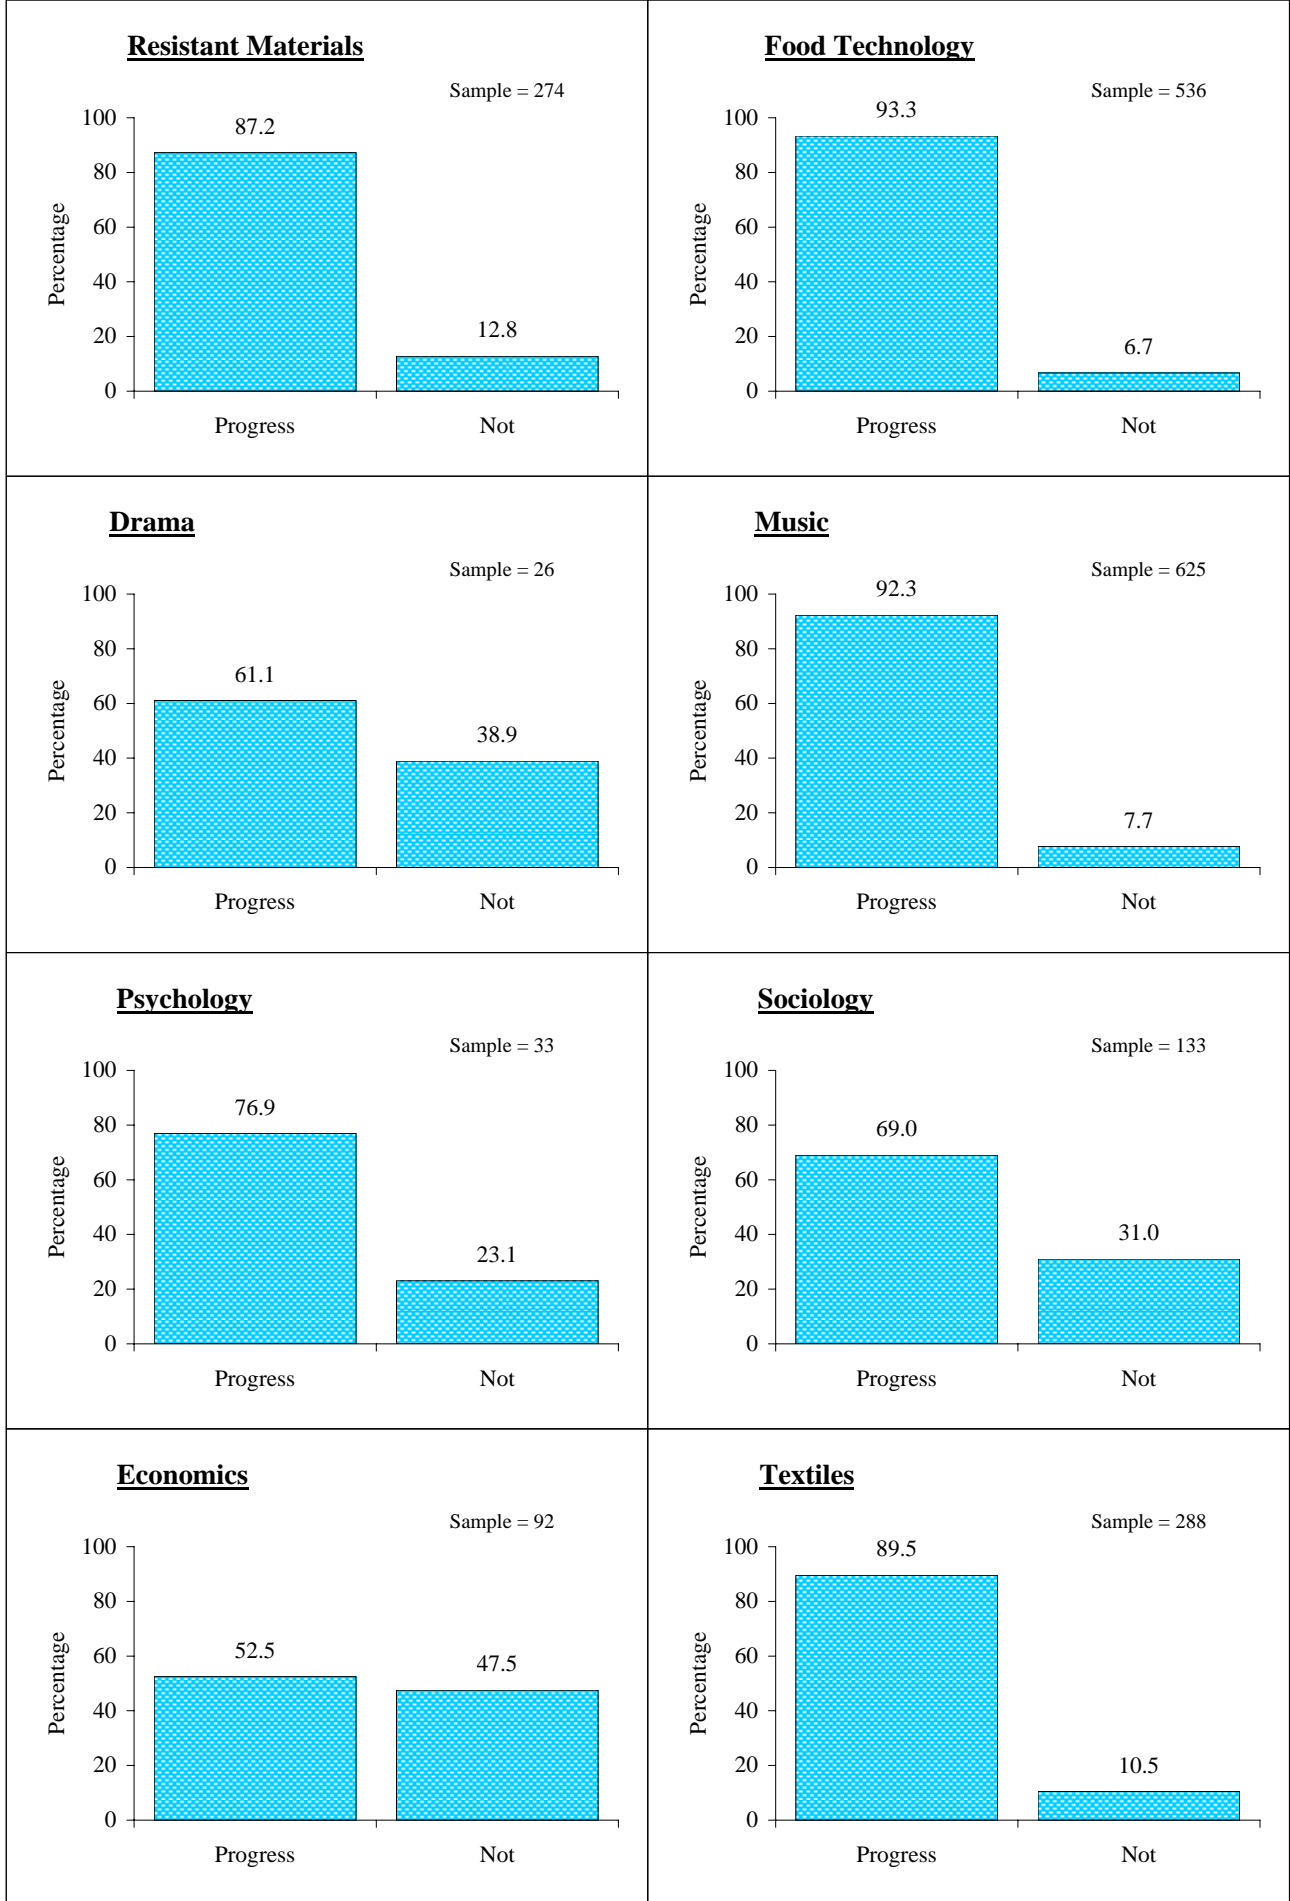 Resistant Materials
Sample = 274
100
80
60
40
20
0
Percentage
87.2
12.8
Progress Not
Food Technology
Sample = 536
100
80
60
40
20
0
Percentage
93.3
6.7
Progress Not
Drama
Sample = 26
100
80
60
40
20
0
Percentage
61.1
38.9
Progress Not
Music
Sample = 625
100
80
60
40
20
0
Percentage
92.3
7.7
Progress Not
Psychology
Sample = 33
100
80
60
40
20
0
Percentage
76.9
23.1
Progress Not
Sociology
Sample = 133
100
80
60
40
20
0
Percentage
69.0
31.0
Progress Not
Economics
Sample = 92
100
80
60
40
20
0
Percentage
52.5
47.5
Progress Not
Textiles
Sample = 288
100
80
60
40
20
0
Percentage
89.5
10.5
Progress Not